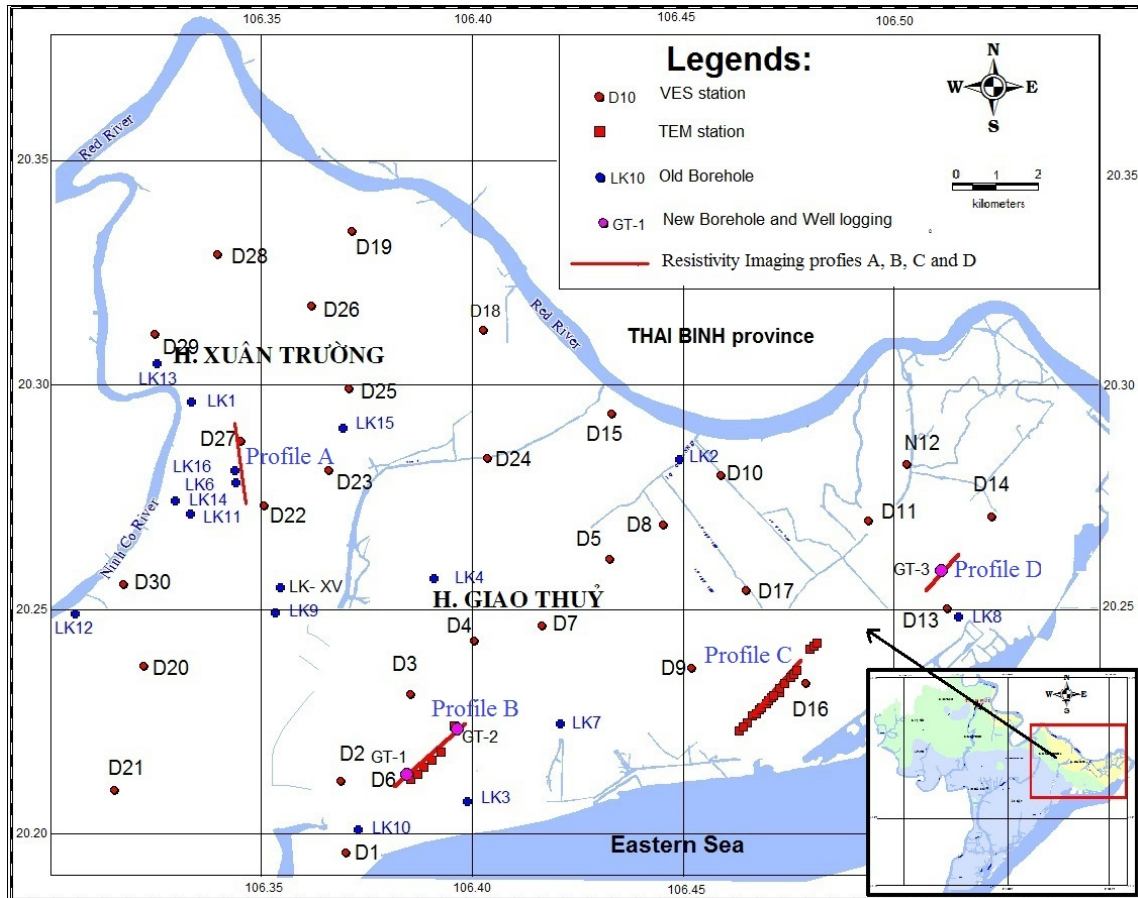 106.35 106.40 106.45 106.50
Legends:
N
W E
S
D10 VES station
TEM station
LK10 Old Borehole
GT-1 New Borehole and Well logging
Resistivity Imaging profies A, B, C and D
0 1 2
kilometers
Red River
20.35 20.35
D19
D28
D26
D18
Red River
THAI BINH province
D29
H. XUÂN TRƯỜNG
LK13
20.30 20.30
D25
LK1
LK15
D15
D27
Profile A
LK16
LK6
LK14
LK11
D23
D24
LK2
D10
N12
D14
D22
D8
D11
D5
Ninh Co River
D30
LK- XV
LK4
D17
GT-3
Profile D
H. GIAO THUỶ
20.25 20.25
LK12
LK9
D4
D7
D13
LK8
D20
D3
D9
Profile C
D16
Profile B
GT-2
LK7
D21
D2
GT-1
D6
LK3
20.20
LK10
D1
Eastern Sea
N
W E
S
106.35 106.40 106.45